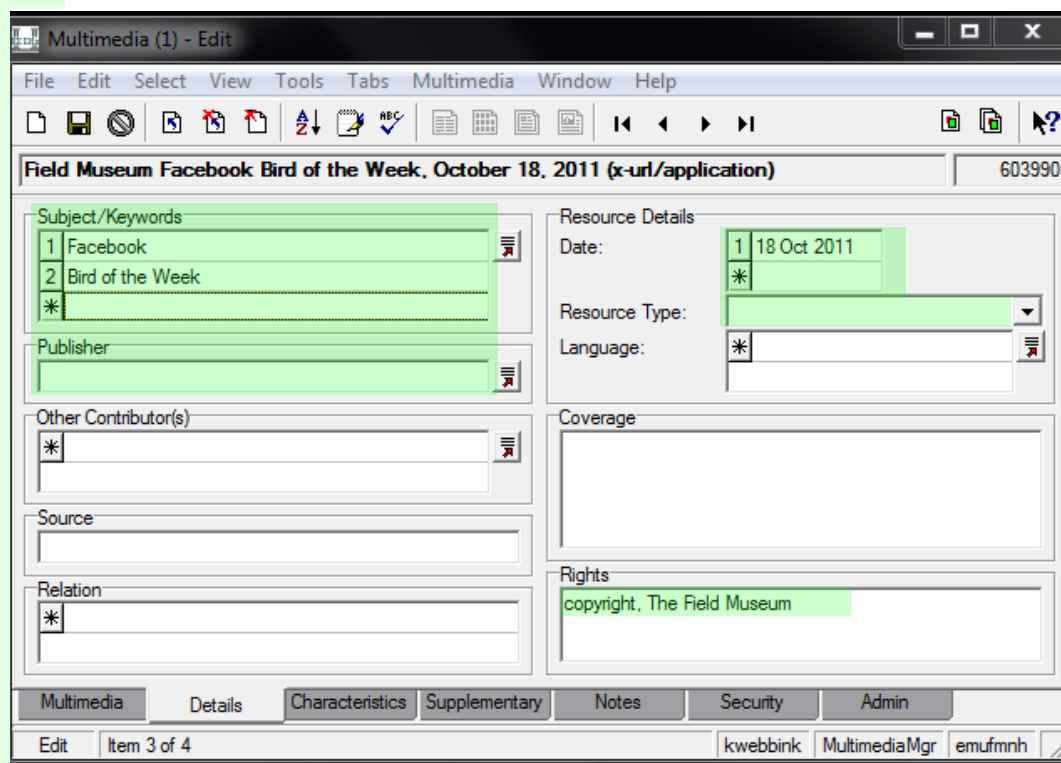 Multimedia (1) - Edit
File Edit Select View Tools Tabs Multimedia Window Help
Field Museum Facebook Bird of the Week, October 18, 2011 (x-url/application) 603990
Subject/Keywords
1 Facebook
2 Bird of the Week
*
Publisher
Other Contributor(s)
*
Source
Relation
*
Resource Details
Date: 1 18 Oct 2011
*
Resource Type:
Language: *
Coverage
Rights
copyright, The Field Museum
Multimedia Details Characteristics Supplementary Notes Security Admin
Edit Item 3 of 4 kwebbink MultimediaMgr emufmnh